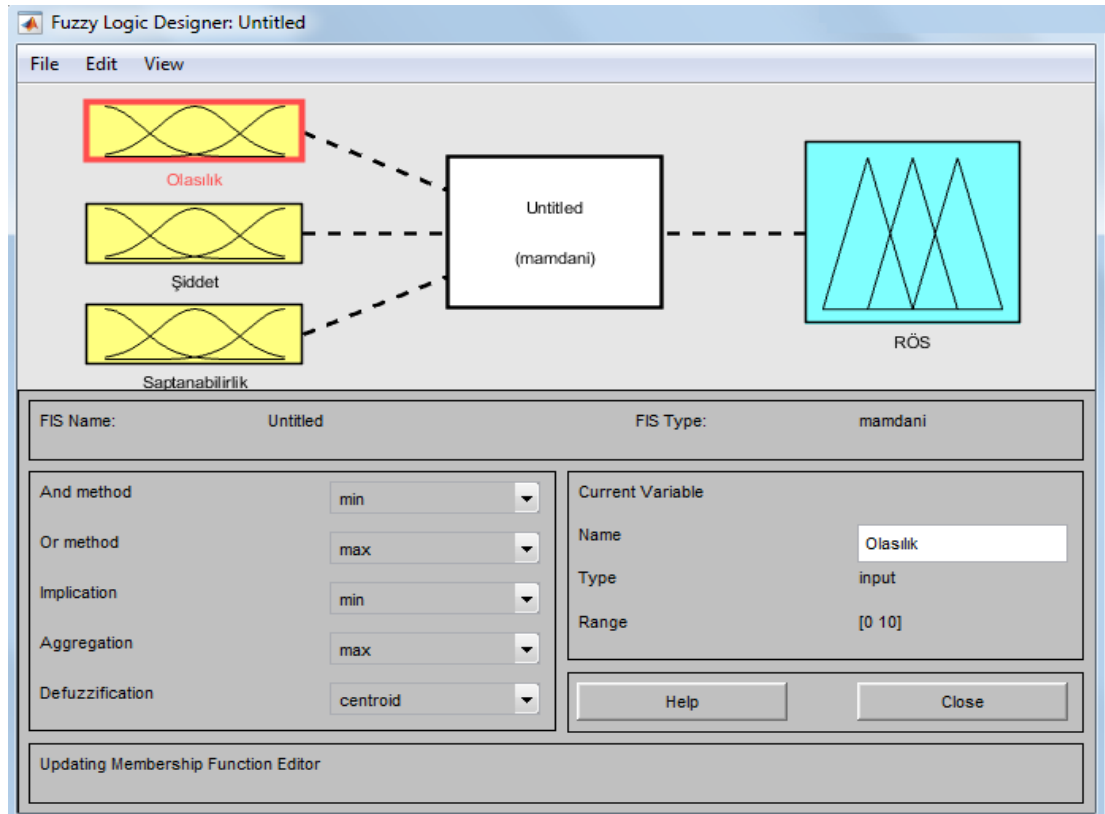 Fuzzy Logic Designer: Untitled
File Edit View
Olasılık
Şiddet
Saptanabilirlik
Untitled
(mamdani)
RÖS
FIS Name: Untitled FIS Type: mamdani
And method min
Or method max
Implication min
Aggregation max
Defuzzification centroid
Current Variable
Name Olasılık
Type input
Range [0 10]
Help Close
Updating Membership Function Editor